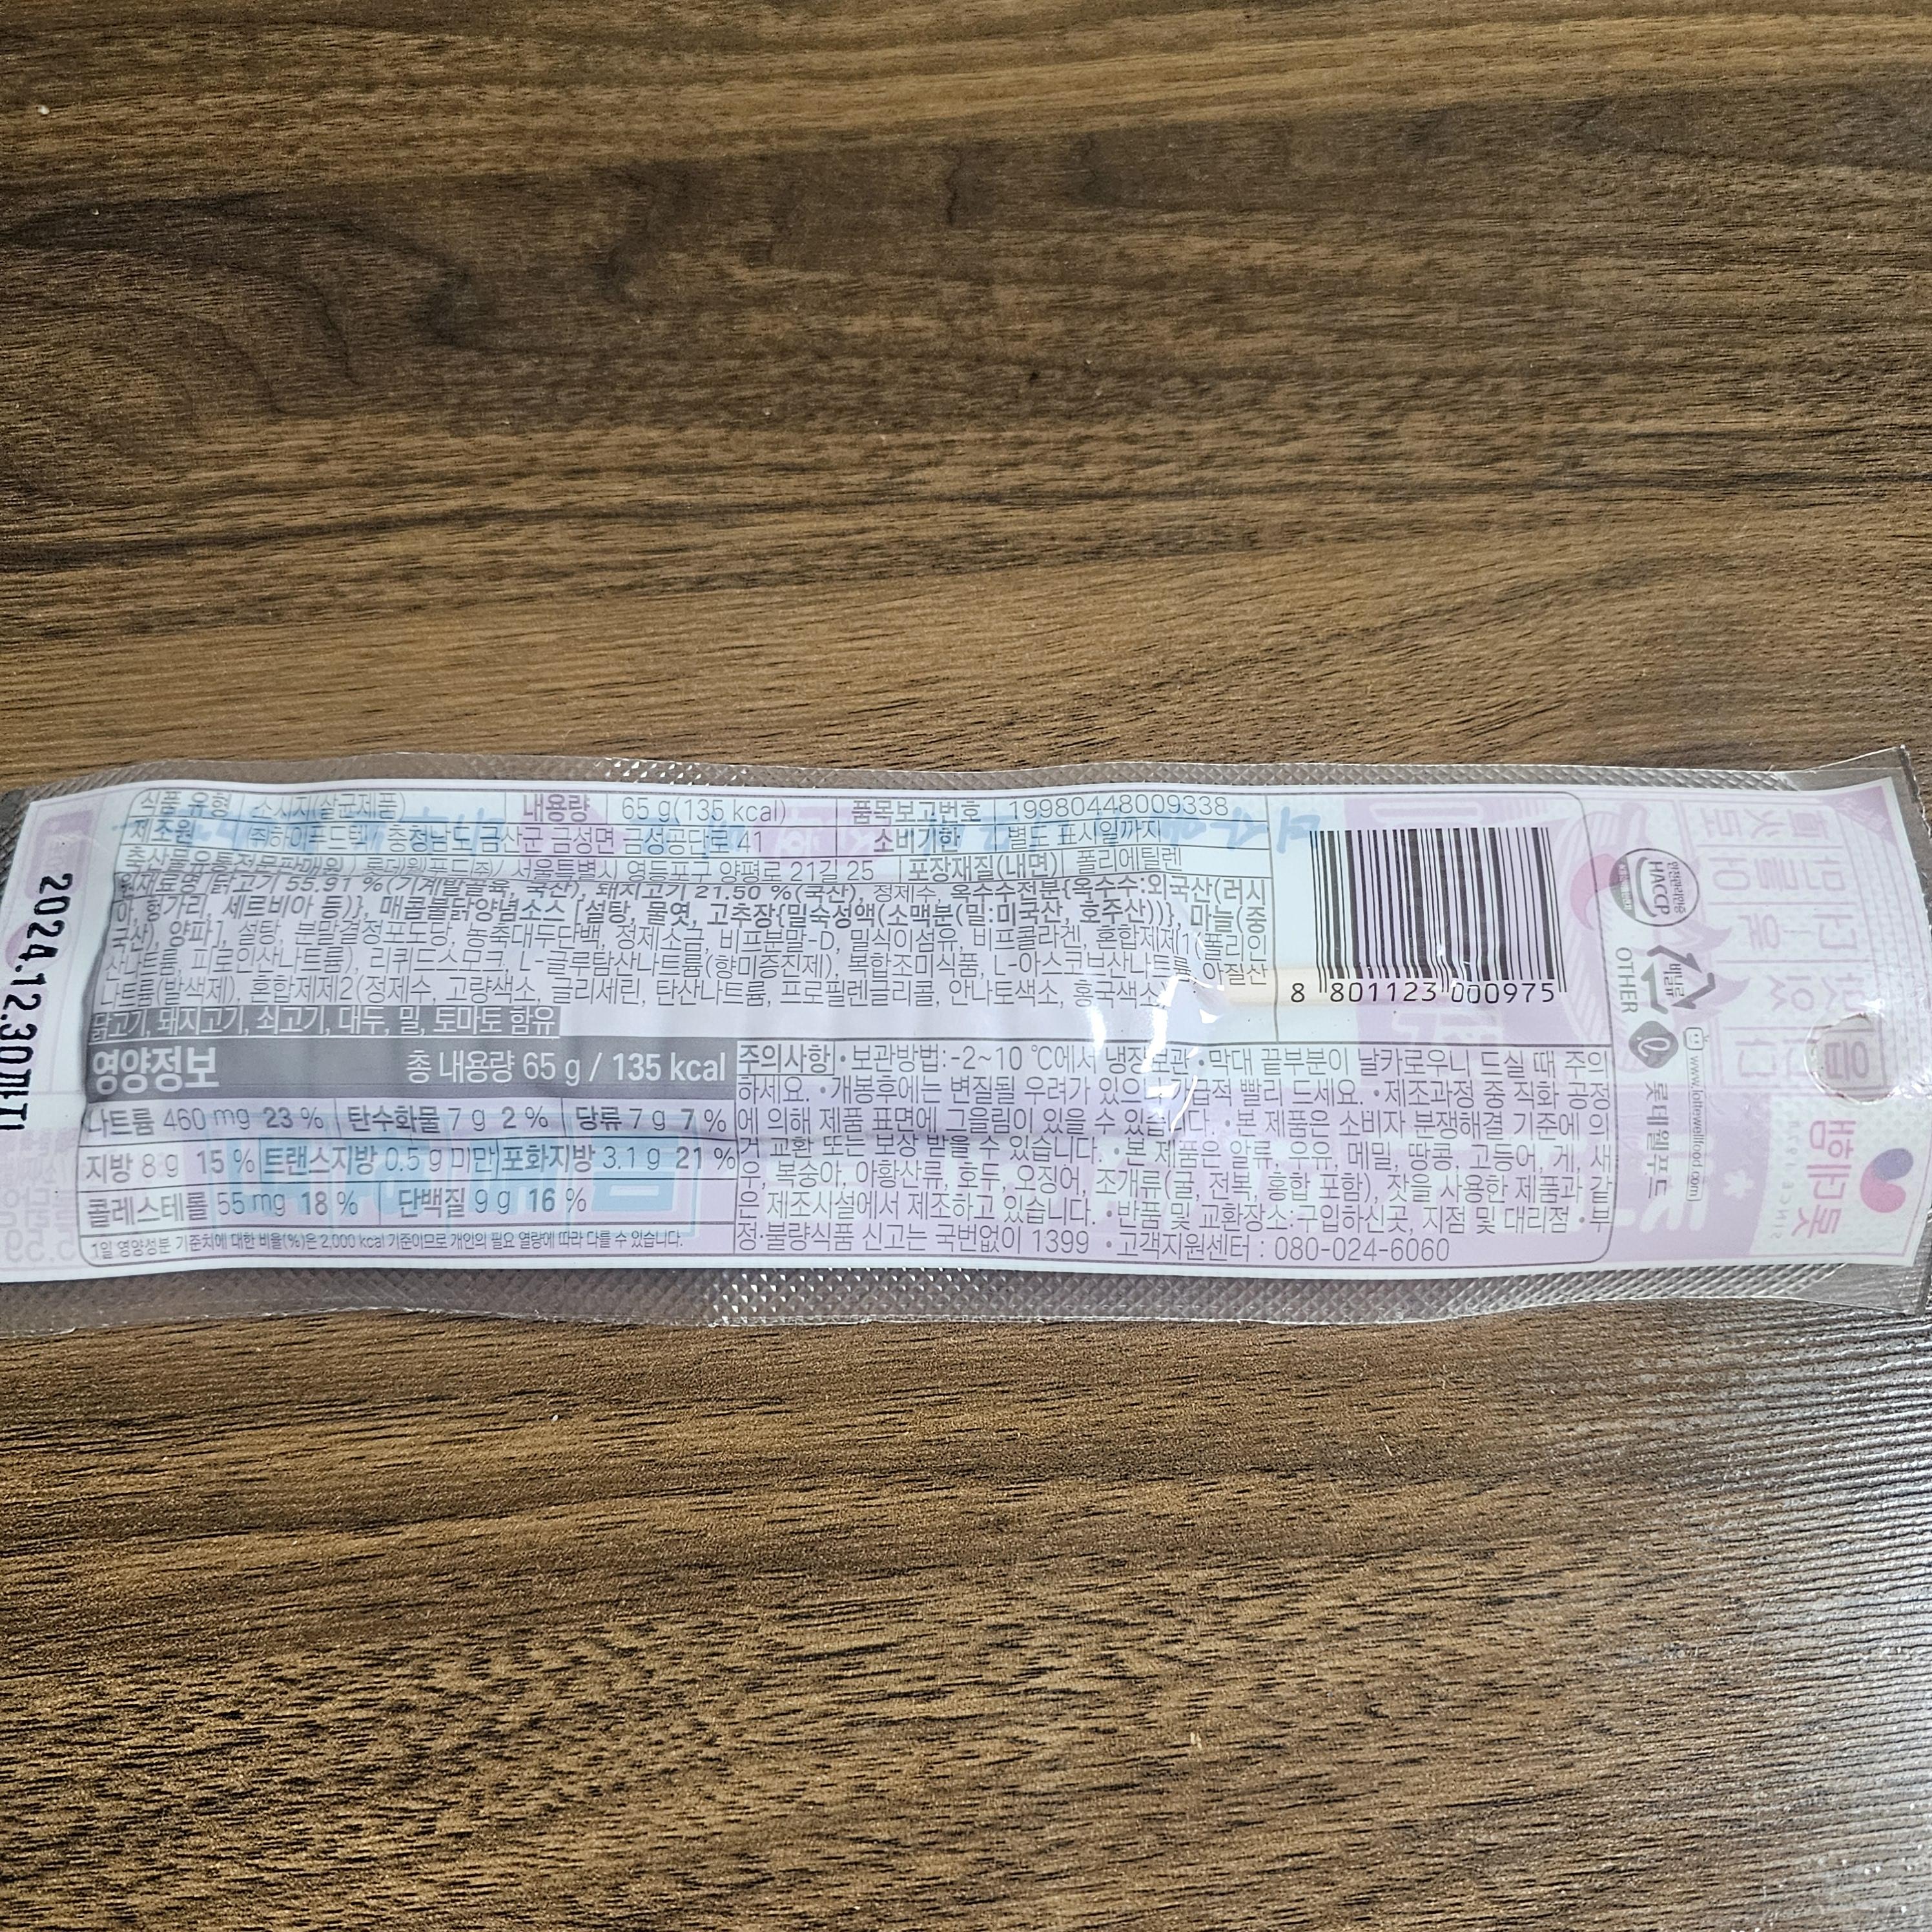 식품 유형 소시지(살균제품) 내용량 65 g(135 kcal) 품목보고번호 19980448009338
제조원 ㈜하이푸드텍/ 충청남도 금산군 금성면 금성공단로 41 소비기한 별도 표시일까지
축산물유통전문판매원 롯데웰푸드(주)/ 서울특별시 영등포구 양평로 21길 25 포장재질(내면) 폴리에틸렌
원재료명 닭고기 55.91 %(기계발골육, 국산), 돼지고기 21.50 %(국산), 정제수, 옥수수전분{옥수수:외국산(러시
아, 헝가리, 세르비아 등)}, 매콤불닭양념소스 [설탕, 물엿, 고추장{밀숙성액(소맥분(밀:미국산, 호주산))}, 마늘(중
국산), 양파], 설탕, 분말결정포도당, 농축대두단백, 정제소금, 비프분말-D, 밀식이섬유, 비프콜라겐, 혼합제제1(폴리인
산나트륨, 피로인산나트륨), 리퀴드스모크, L-글루탐산나트륨(향미증진제), 복합조미식품, L-아스코브산나트륨, 아질산
나트륨(발색제), 혼합제제2(정제수, 고량색소, 글리세린, 탄산나트륨, 프로필렌글리콜, 안나토색소, 홍국색소)
닭고기, 돼지고기, 쇠고기, 대두, 밀, 토마토 함유
영양정보 총 내용량 65 g / 135 kcal
나트륨 460 mg 23 % 탄수화물 7 g 2 % 당류 7 g 7 %
지방 8 g 15 % 트랜스지방 0.5 g 미만 포화지방 3.1 g 21 %
콜레스테롤 55 mg 18 % 단백질 9 g 16 %
1일 영양성분 기준치에 대한 비율(%)은 2,000 kcal 기준이므로 개인의 필요 열량에 따라 다를 수 있습니다.
주의사항 •보관방법:-2~10 ℃에서 냉장보관 •막대 끝부분이 날카로우니 드실 때 주의
하세요. •개봉후에는 변질될 우려가 있으 가급적 빨리 드세요. •제조과정 중 직화 공정
에 의해 제품 표면에 그을림이 있을 수 있습니다. •본 제품은 소비자 분쟁해결 기준에 의
거 교환 또는 보상 받을 수 있습니다. •본 제품은 알류, 우유, 메밀, 땅콩, 고등어, 게, 새
우, 복숭아, 아황산류, 호두, 오징어, 조개류(굴, 전복, 홍합 포함), 잣을 사용한 제품과 같
은 제조시설에서 제조하고 있습니다. •반품 및 교환장소:구입하신곳, 지점 및 대리점 •부
정·불량식품 신고는 국번없이 1399 •고객지원센터 : 080-024-6060
8 801123 000975
HACCP
OTHER
비닐류
www.lottewellfood.com
롯데웰푸드
2024.12.30까지